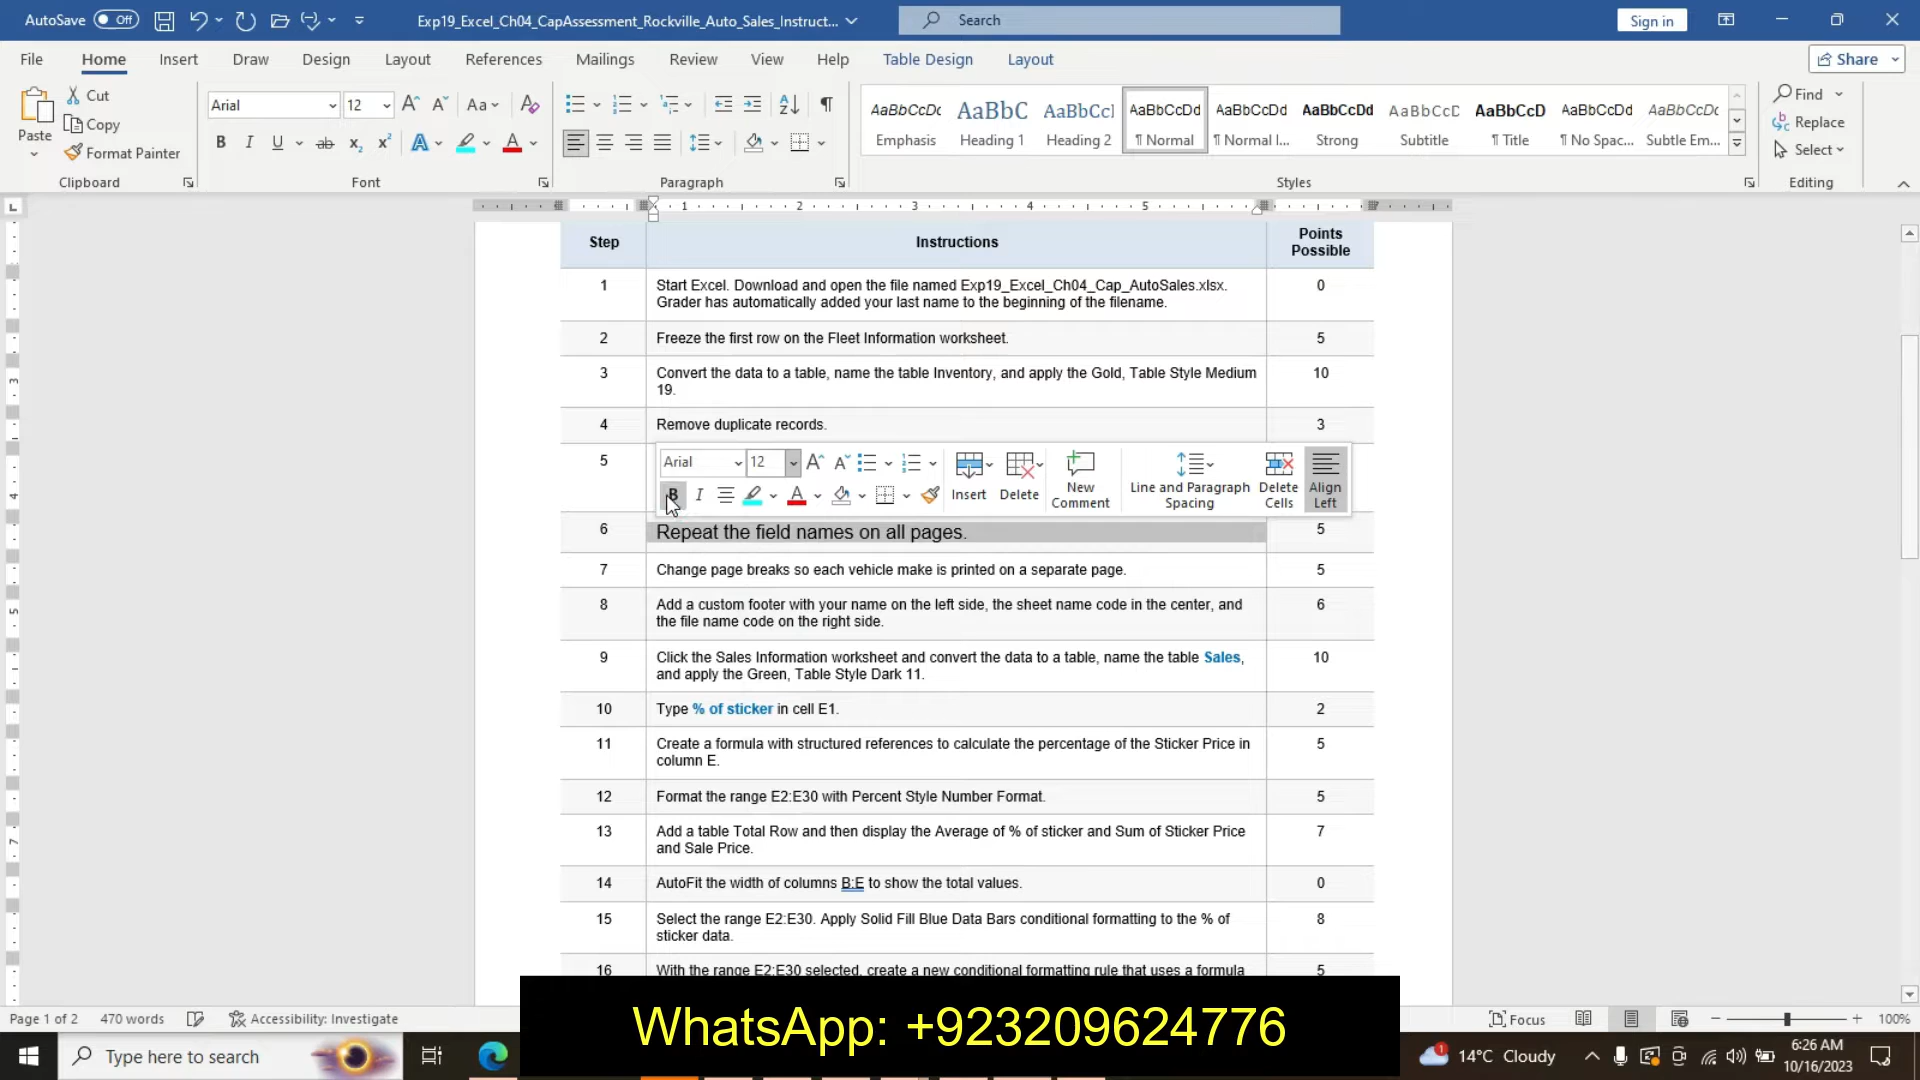 AutoSave Off Exp19_Excel_Ch04_CapAssessment_Rockville_Auto_Sales_Instruct... Search Sign in
File Home Insert Draw Design Layout References Mailings Review View Help Table Design Layout Share
Paste Cut Copy Format Painter
Clipboard
Arial 12 Aa
B I U ab x₂ x² A A
Font
Paragraph
AaBbCcDc AaBbC AaBbCcI AaBbCcDd AaBbCcDd AaBbCcDd AaBbCcC AaBbCcD AaBbCcDd AaBbCcDc
Emphasis Heading 1 Heading 2 ¶ Normal ¶ Normal I... Strong Subtitle ¶ Title ¶ No Spac... Subtle Em...
Styles
Find
Replace
Select
Editing
L 1 2 3 4 5
3
4
5
7
Step Instructions Points Possible
1 Start Excel. Download and open the file named Exp19_Excel_Ch04_Cap_AutoSales.xlsx. 0
Grader has automatically added your last name to the beginning of the filename.
2 Freeze the first row on the Fleet Information worksheet. 5
3 Convert the data to a table, name the table Inventory, and apply the Gold, Table Style Medium 10
19.
4 Remove duplicate records. 3
5
Arial 12 A A
B I A
Insert Delete New Comment Line and Paragraph Spacing Delete Cells Align Left
6 Repeat the field names on all pages. 5
7 Change page breaks so each vehicle make is printed on a separate page. 5
8 Add a custom footer with your name on the left side, the sheet name code in the center, and 6
the file name code on the right side.
9 Click the Sales Information worksheet and convert the data to a table, name the table Sales, 10
and apply the Green, Table Style Dark 11.
10 Type % of sticker in cell E1. 2
11 Create a formula with structured references to calculate the percentage of the Sticker Price in 5
column E.
12 Format the range E2:E30 with Percent Style Number Format. 5
13 Add a table Total Row and then display the Average of % of sticker and Sum of Sticker Price 7
and Sale Price.
14 AutoFit the width of columns B:E to show the total values. 0
15 Select the range E2:E30. Apply Solid Fill Blue Data Bars conditional formatting to the % of 8
sticker data.
16 With the range E2:E30 selected, create a new conditional formatting rule that uses a formula 5
WhatsApp: +923209624776
Page 1 of 2 470 words Accessibility: Investigate Focus 100%
Type here to search 14°C Cloudy 6:26 AM
10/16/2023